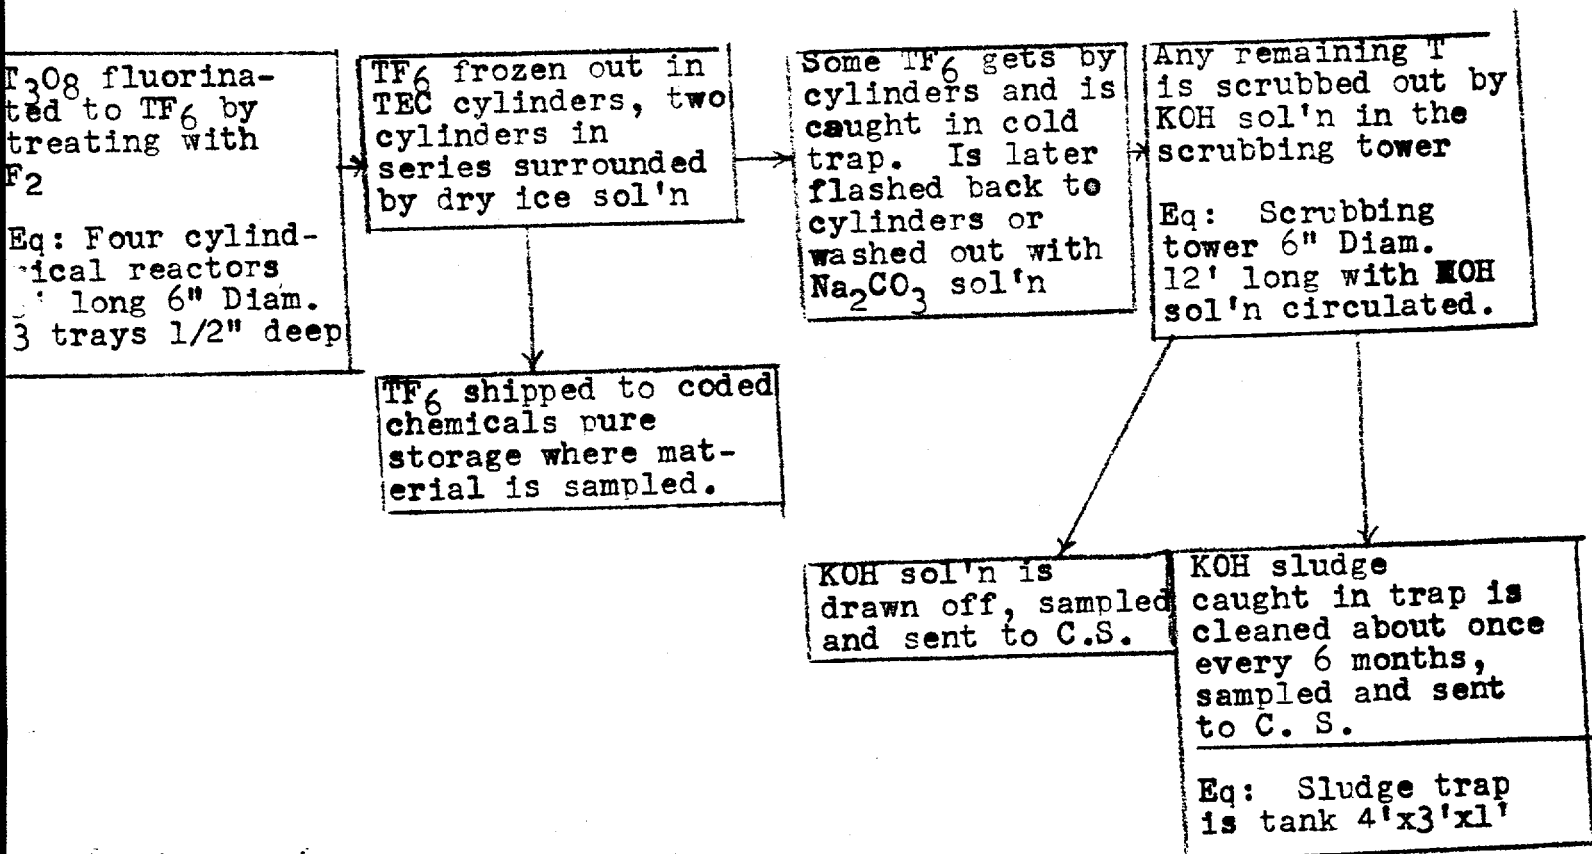 T3O8 fluorina-
ted to TF6 by
treating with
F2
Eq: Four cylind-
ical reactors
' long 6" Diam.
3 trays 1/2" deep
TF6 frozen out in
TEC cylinders, two
cylinders in
series surrounded
by dry ice sol'n
Some TF6 gets by
cylinders and is
caught in cold
trap. Is later
flashed back to
cylinders or
washed out with
Na2CO3 sol'n
Any remaining T
is scrubbed out by
KOH sol'n in the
scrubbing tower
Eq: Scrubbing
tower 6" Diam.
12' long with KOH
sol'n circulated.
TF6 shipped to coded
chemicals pure
storage where mat-
erial is sampled.
KOH sol'n is
drawn off, sampled
and sent to C.S.
KOH sludge
caught in trap is
cleaned about once
every 6 months,
sampled and sent
to C. S.
Eq: Sludge trap
is tank 4'x3'x1'